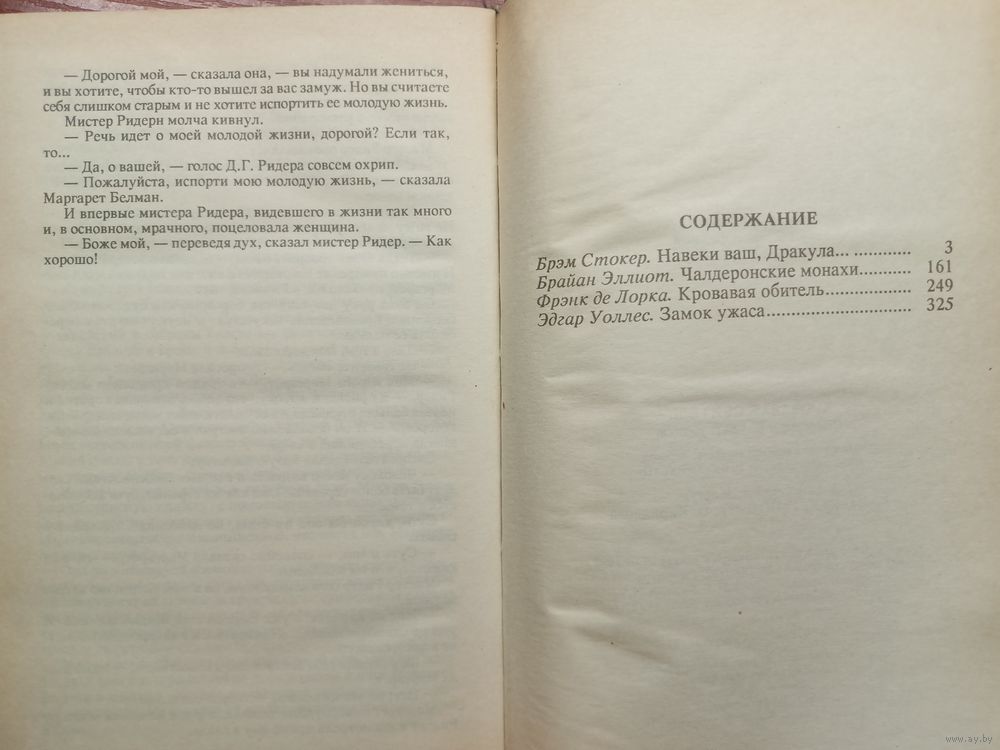 — Дорогой мой, — сказала она, — вы надумали жениться,
и вы хотите, чтобы кто-то вышел за вас замуж. Но вы считаете
себя слишком старым и не хотите испортить ее молодую жизнь.
Мистер Ридерн молча кивнул.
— Речь идет о моей молодой жизни, дорогой? Если так,
то...
— Да, о вашей, — голос Д.Г. Ридера совсем охрип.
— Пожалуйста, испорти мою молодую жизнь, — сказала
Маргарет Белман.
И впервые мистера Ридера, видевшего в жизни так много
и, в основном, мрачного, поцеловала женщина.
— Боже мой, — переведя дух, сказал мистер Ридер. — Как
хорошо!
СОДЕРЖАНИЕ
Брэм Стокер. Навеки ваш, Дракула... ............ 3
Брайан Эллиот. Чалдеронские монахи........... 161
Фрэнк де Лорка. Кровавая обитель.................. 249
Эдгар Уоллес. Замок ужаса............................... 325
www.ay.by